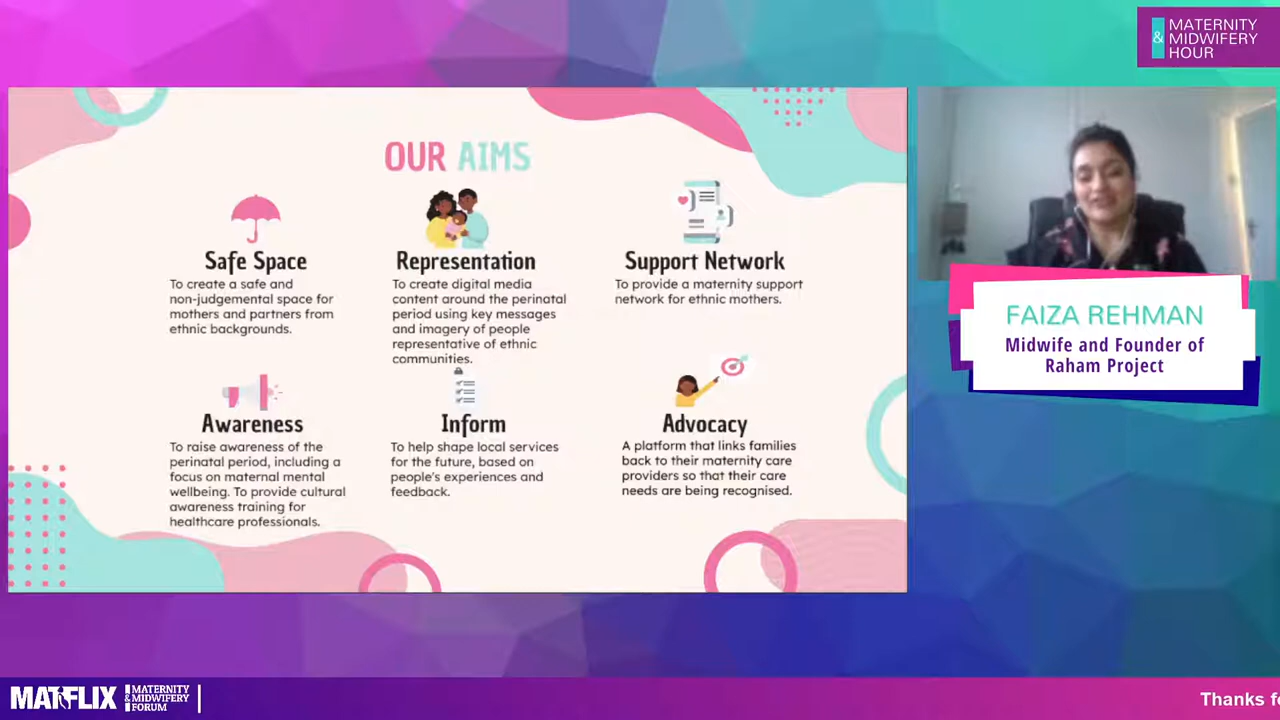 MATERNITY
& MIDWIFERY
HOUR
OUR AIMS
Safe Space
To create a safe and
non-judgemental space for
mothers and partners from
ethnic backgrounds.
Representation
To create digital media
content around the perinatal
period using key messages
and imagery of people
representative of ethnic
communities.
Support Network
To provide a maternity support
network for ethnic mothers.
Awareness
To raise awareness of the
perinatal period, including a
focus on maternal mental
wellbeing. To provide cultural
awareness training for
healthcare professionals.
Inform
To help shape local services
for the future, based on
people's experiences and
feedback.
Advocacy
A platform that links families
back to their maternity care
providers so that their care
needs are being recognised.
FAIZA REHMAN
Midwife and Founder of
Raham Project
MATFLIX
MATERNITY
& MIDWIFERY
FORUM
Thanks fo